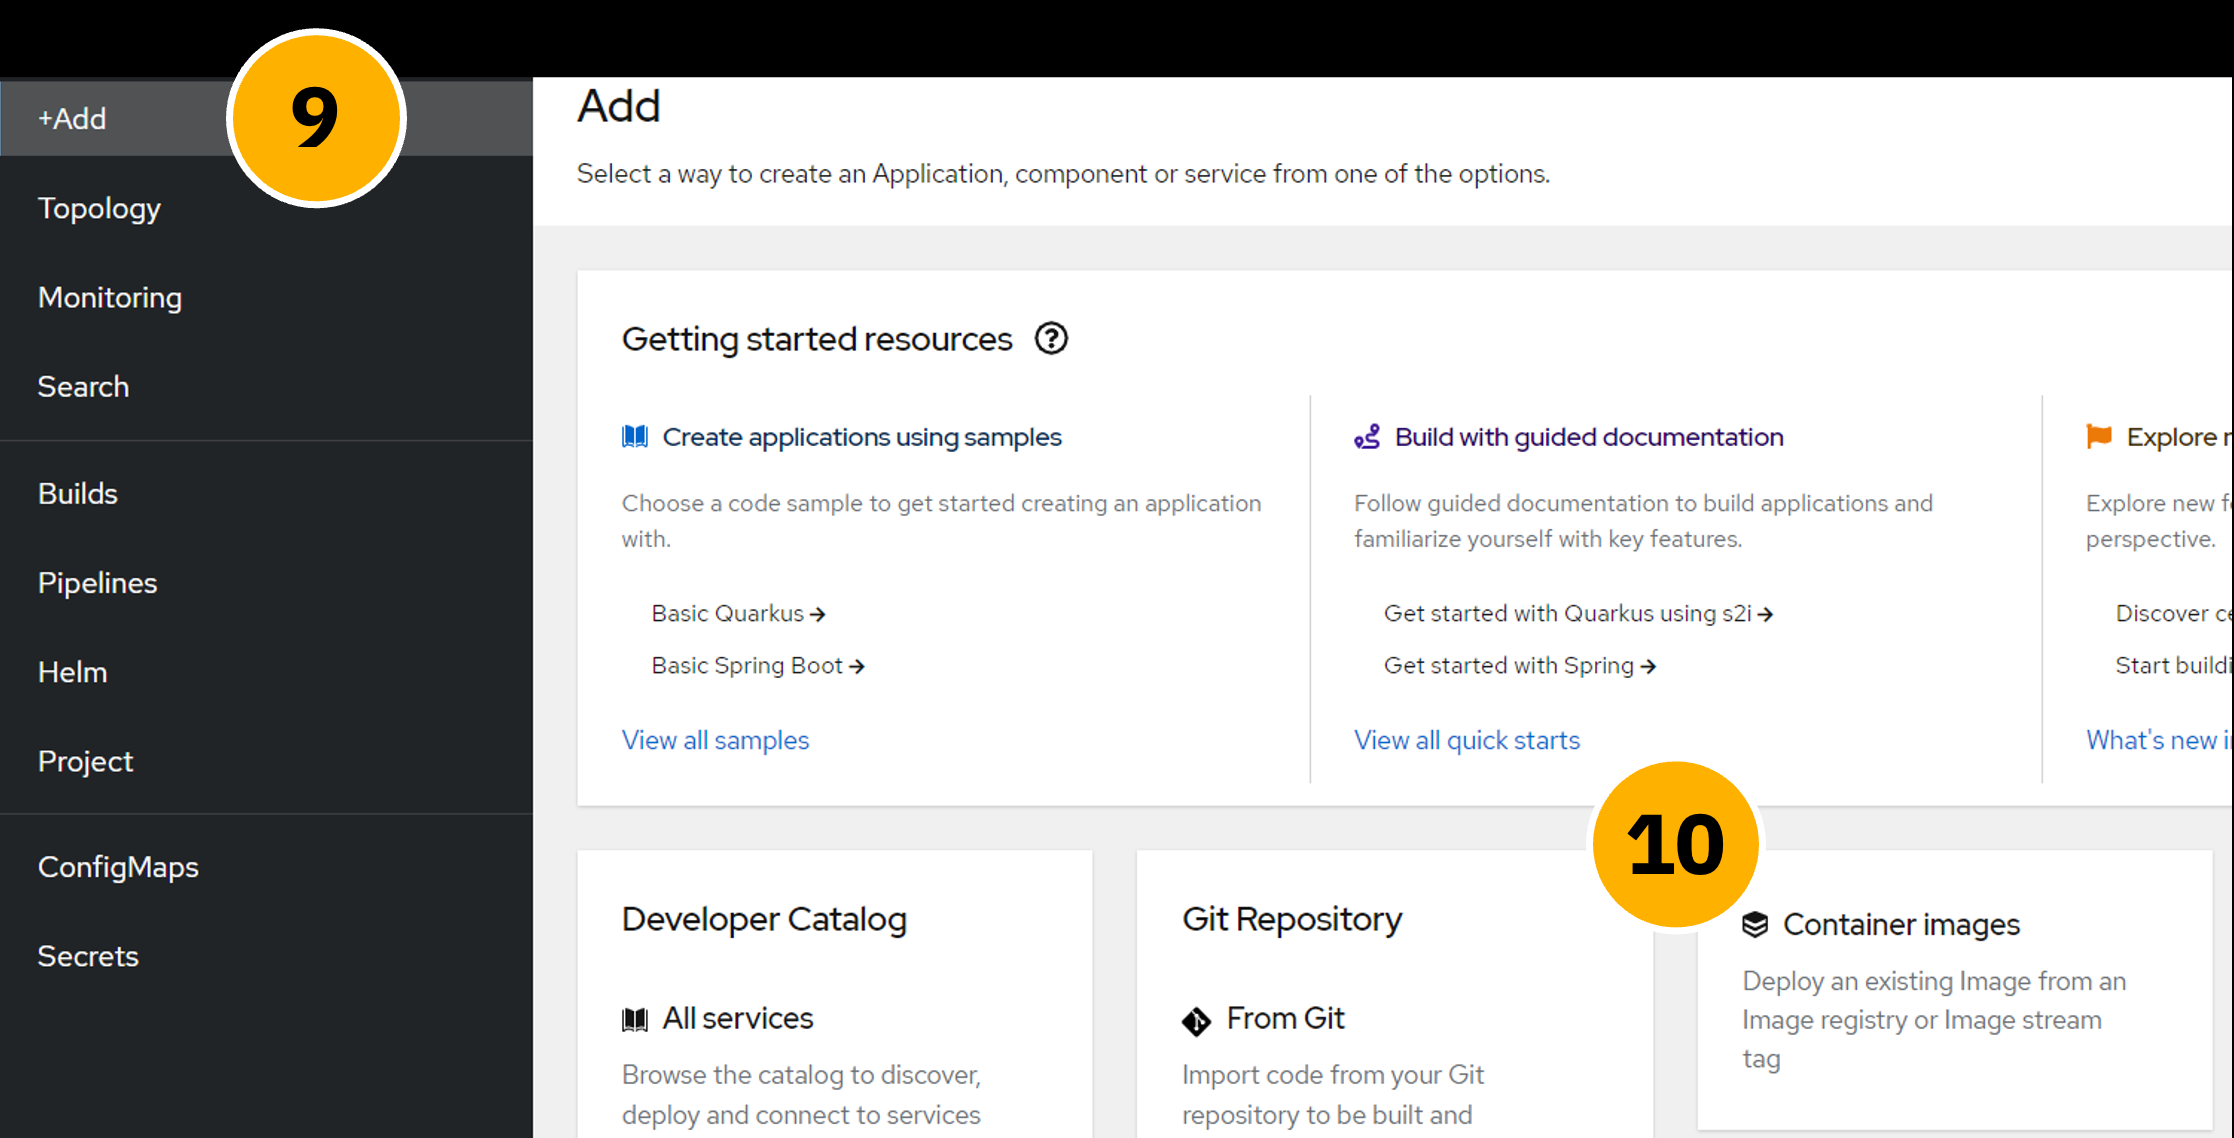 +Add
9
Topology
Monitoring
Search
Builds
Pipelines
Helm
Project
ConfigMaps
Secrets
Add
Select a way to create an Application, component or service from one of the options.
Getting started resources
Create applications using samples
Choose a code sample to get started creating an application
with.
Basic Quarkus
Basic Spring Boot
View all samples
Build with guided documentation
Follow guided documentation to build applications and
familiarize yourself with key features.
Get started with Quarkus using s2i
Get started with Spring
View all quick starts
Explore
Explore new
perspective.
Discover
Start
What's new
10
Developer Catalog
All services
Browse the catalog to discover,
deploy and connect to services
Git Repository
From Git
Import code from your Git
repository to be built and
Container images
Deploy an existing Image from an
Image registry or Image stream
tag